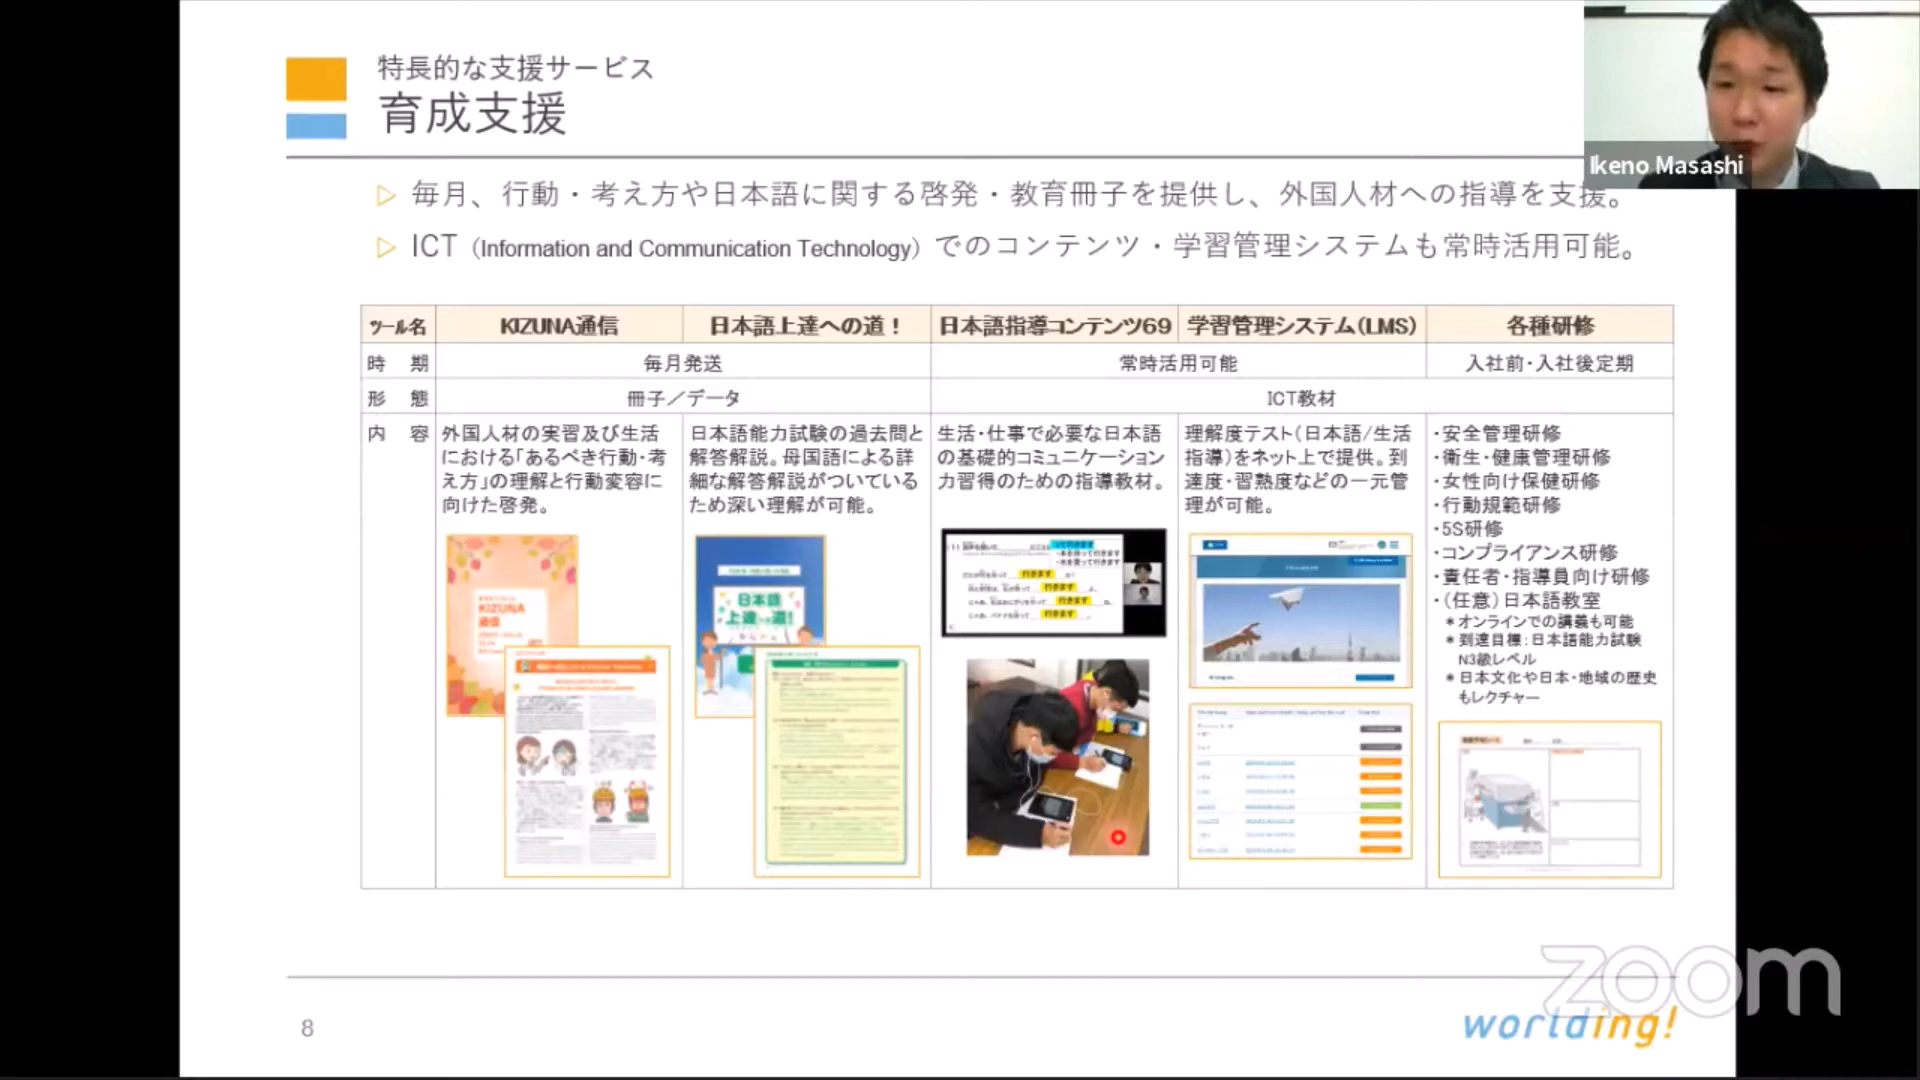 特長的な支援サービス
育成支援
Ikeno Masashi
▷ 毎月、行動・考え方や日本語に関する啓発・教育冊子を提供し、外国人材への指導を支援。
▷ ICT（Information and Communication Technology）でのコンテンツ・学習管理システムも常時活用可能。
ツール名 KIZUNA通信 日本語上達への道！ 日本語指導コンテンツ69 学習管理システム(LMS) 各種研修
時 期 毎月発送 常時活用可能 入社前・入社後定期
形 態 冊子／データ ICT教材
内 容
外国人材の実習及び生活
における「あるべき行動・考
え方」の理解と行動変容に
向けた啓発。
日本語能力試験の過去問と
解答解説。母国語による詳
細な解答解説がついている
ため深い理解が可能。
生活・仕事で必要な日本語
の基礎的コミュニケーション
力習得のための指導教材。
理解度テスト(日本語/生活
指導)をネット上で提供。到
達度・習熟度などの一元管
理が可能。
・安全管理研修
・衛生・健康管理研修
・女性向け保健研修
・行動規範研修
・5S研修
・コンプライアンス研修
・責任者・指導員向け研修
・(任意)日本語教室
＊オンラインでの講義も可能
＊到達目標：日本語能力試験
N3級レベル
＊日本文化や日本・地域の歴史
もレクチャー
KIZUNA
通信
日本語
上達への道!
行きます
行きます
行きます
行きます
8
zoom
worlding!